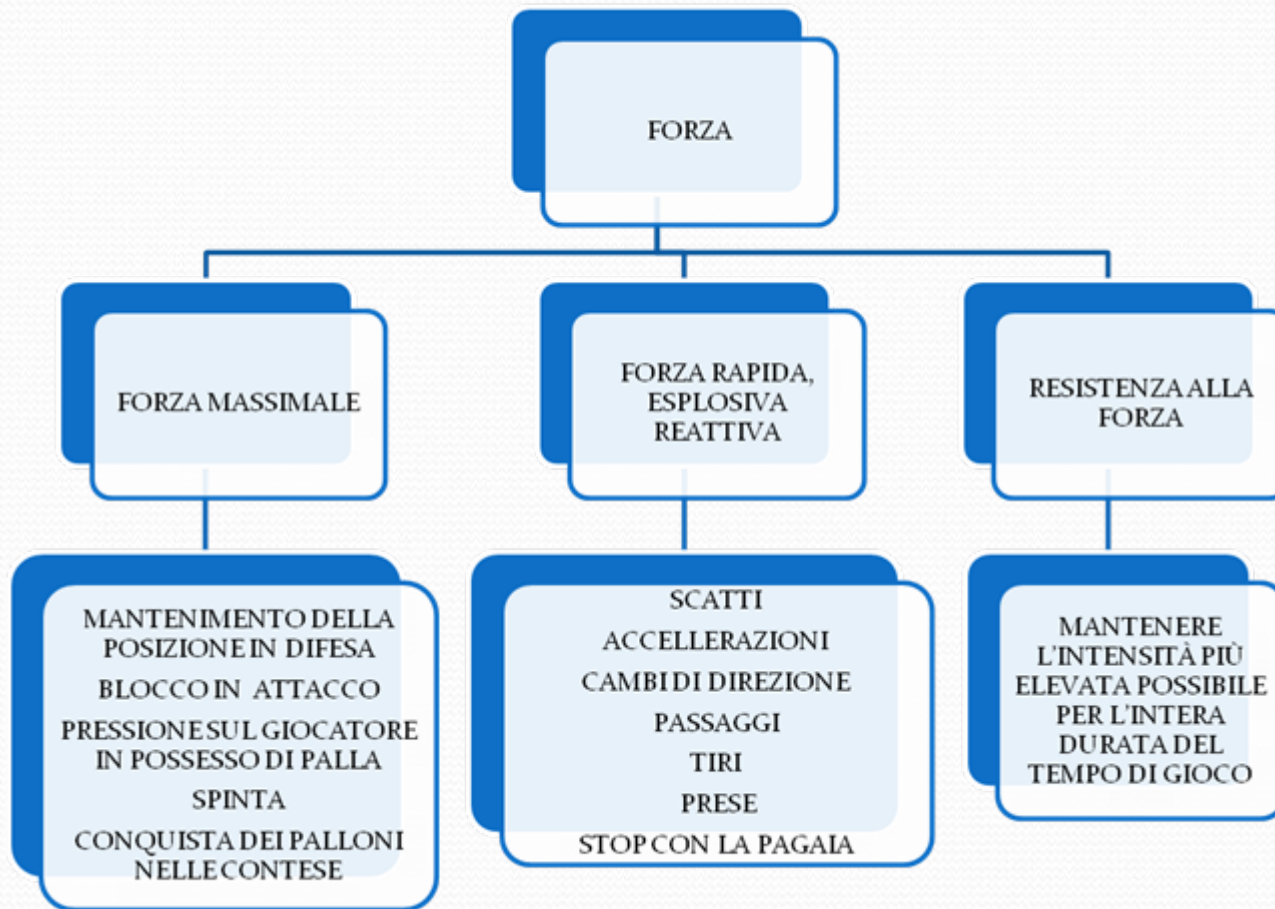 FORZA
FORZA MASSIMALE
FORZA RAPIDA,
ESPLOSIVA
REATTIVA
RESISTENZA ALLA
FORZA
MANTENIMENTO DELLA
POSIZIONE IN DIFESA
BLOCCO IN ATTACCO
PRESSIONE SUL GIOCATORE
IN POSSESSO DI PALLA
SPINTA
CONQUISTA DEI PALLONI
NELLE CONTESE
SCATTI
ACCELLERAZIONI
CAMBI DI DIREZIONE
PASSAGGI
TIRI
PRESE
STOP CON LA PAGAIA
MANTENERE
L'INTENSITÀ PIÙ
ELEVATA POSSIBILE
PER L'INTERA
DURATA DEL
TEMPO DI GIOCO